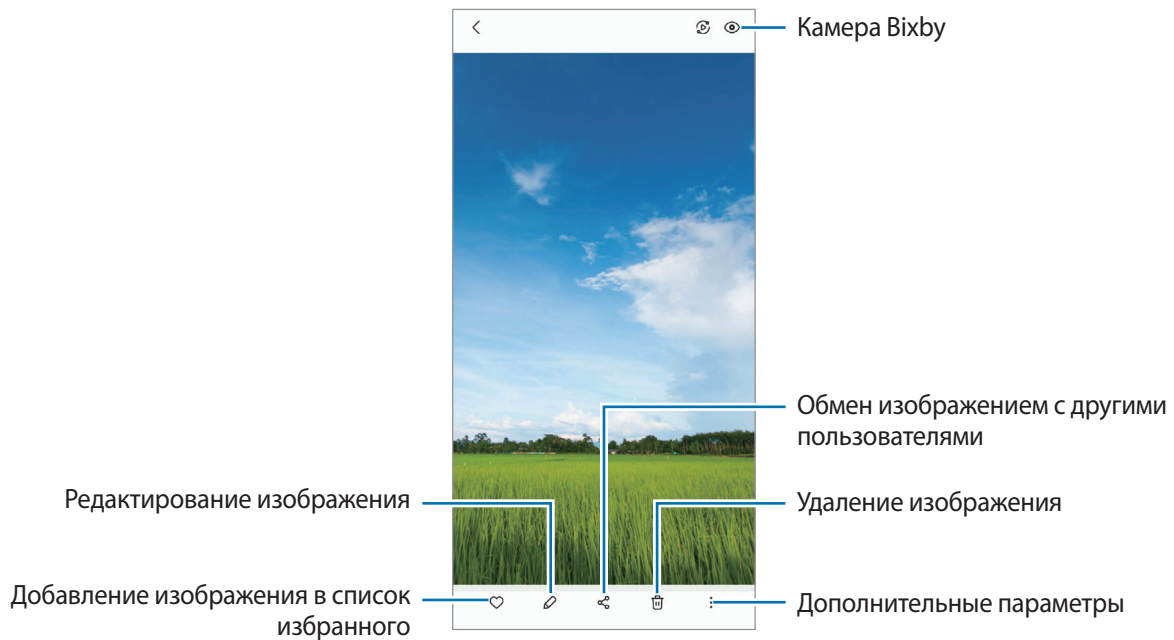 Камера Bixby
Обмен изображением с другими
пользователями
Редактирование изображения
Удаление изображения
Добавление изображения в список
избранного
Дополнительные параметры